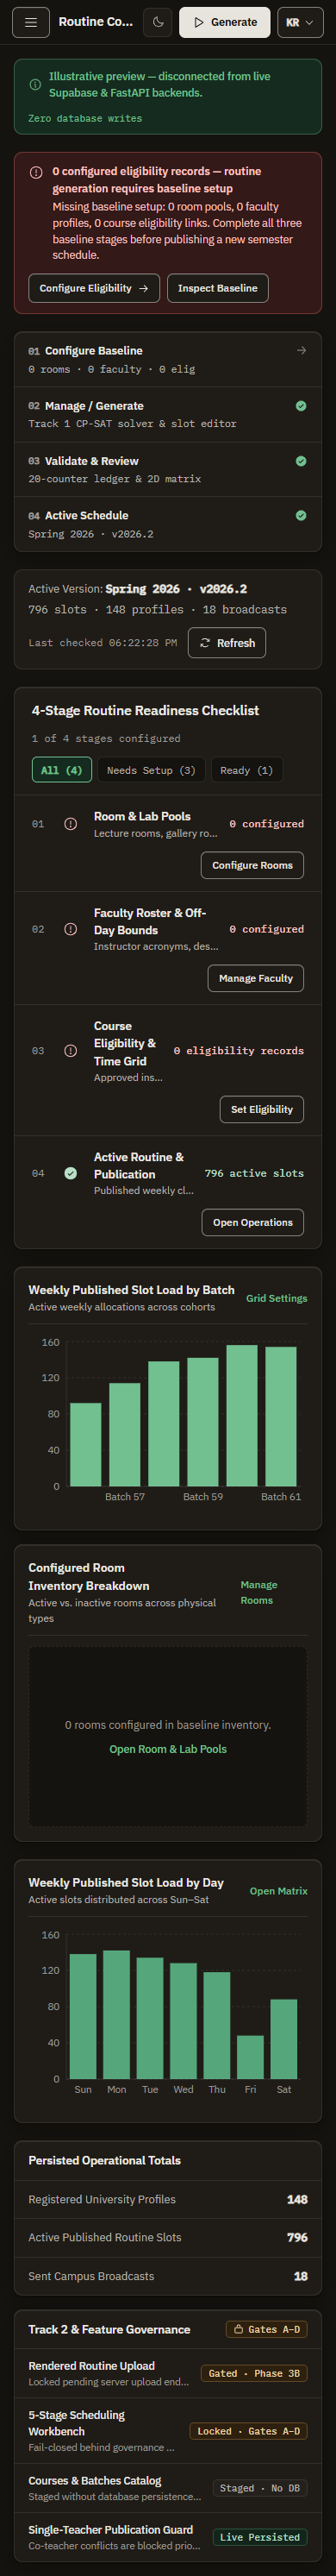 Routine Co...
Generate
KR
Illustrative preview — disconnected from live
Supabase & FastAPI backends.
Zero database writes
0 configured eligibility records — routine
generation requires baseline setup
Missing baseline setup: 0 room pools, 0 faculty
profiles, 0 course eligibility links. Complete all three
baseline stages before publishing a new semester
schedule.
Configure Eligibility →
Inspect Baseline
01 Configure Baseline →
0 rooms · 0 faculty · 0 elig
02 Manage / Generate
Track 1 CP-SAT solver & slot editor
03 Validate & Review
20-counter ledger & 2D matrix
04 Active Schedule
Spring 2026 · v2026.2
Active Version: Spring 2026 · v2026.2
796 slots · 148 profiles · 18 broadcasts
Last checked 06:22:28 PM
Refresh
4-Stage Routine Readiness Checklist
1 of 4 stages configured
All (4)
Needs Setup (3)
Ready (1)
01 Room & Lab Pools
Lecture rooms, gallery ro...
0 configured
Configure Rooms
02 Faculty Roster & Off-
Day Bounds
Instructor acronyms, des...
0 configured
Manage Faculty
03 Course
Eligibility &
Time Grid
Approved ins...
0 eligibility records
Set Eligibility
04 Active Routine &
Publication
Published weekly cl...
796 active slots
Open Operations
Weekly Published Slot Load by Batch
Active weekly allocations across cohorts
Grid Settings
160
120
80
40
0
Batch 57 Batch 59 Batch 61
Configured Room
Inventory Breakdown
Active vs. inactive rooms across physical
types
Manage
Rooms
0 rooms configured in baseline inventory.
Open Room & Lab Pools
Weekly Published Slot Load by Day
Active slots distributed across Sun–Sat
Open Matrix
160
120
80
40
0
Sun Mon Tue Wed Thu Fri Sat
Persisted Operational Totals
Registered University Profiles 148
Active Published Routine Slots 796
Sent Campus Broadcasts 18
Track 2 & Feature Governance
Gates A–D
Rendered Routine Upload
Locked pending server upload end...
Gated · Phase 3B
5-Stage Scheduling
Workbench
Fail-closed behind governance ...
Locked · Gates A–D
Courses & Batches Catalog
Staged without database persistence...
Staged · No DB
Single-Teacher Publication Guard
Co-teacher conflicts are blocked prio...
Live Persisted